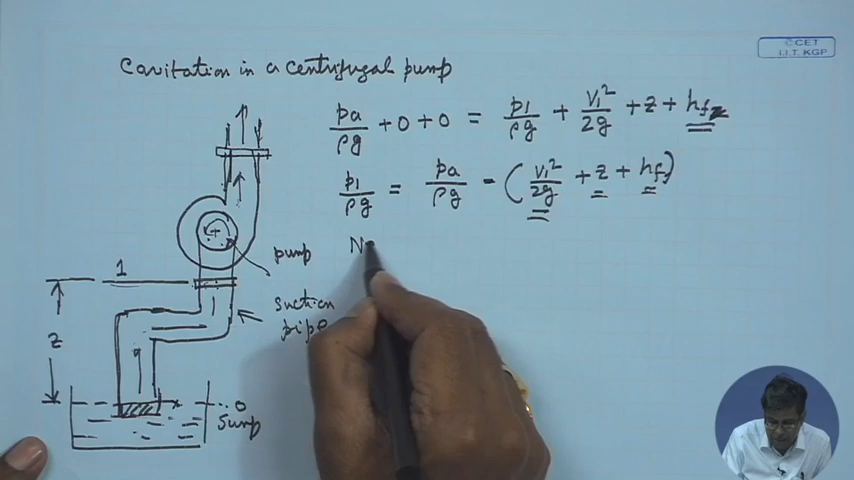 ©CET
I.I.T. KGP
Cavitation in a centrifugal pump
pa/ρg + 0 + 0 = p1/ρg + V1²/2g + z + hf
p1/ρg = pa/ρg - (V1²/2g + z + hf)
N
pump
1
suction
pipe
z
0
Sump